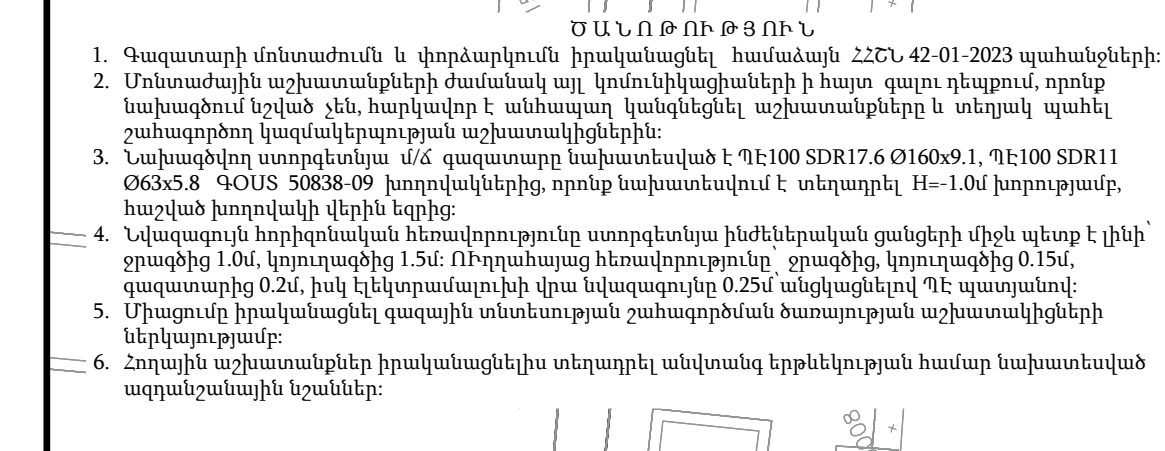 ԾԱՆՈԹՈՒԹՅՈՒՆ
1. Գազատարի մոնտաժումն և փորձարկումն իրականացնել համաձայն ՀՀՇՆ 42-01-2023 պահանջների:
2. Մոնտաժային աշխատանքների ժամանակ այլ կոմունիկացիաների ի հայտ գալու դեպքում, որոնք
նախագծում նշված չեն, հարկավոր է անհապաղ կանգնեցնել աշխատանքները և տեղյակ պահել
շահագործող կազմակերպության աշխատակիցներին:
3. Նախագծվող ստորգետնյա մ/ճ գազատարը նախատեսված է ՊԷ100 SDR17.6 Ø160x9.1, ՊԷ100 SDR11
Ø63x5.8 ԳՕUS 50838-09 խողովակներից, որոնք նախատեսվում է տեղադրել H=-1.0մ խորությամբ,
հաշված խողովակի վերին եզրից:
4. Նվազագույն հորիզոնական հեռավորությունը ստորգետնյա ինժեներական ցանցերի միջև պետք է լինի՝
ջրագծից 1.0մ, կոյուղագծից 1.5մ: ՈՒղղահայաց հեռավորությունը՝ ջրագծից, կոյուղագծից 0.15մ,
գազատարից 0.2մ, իսկ էլեկտրամալուխի վրա նվազագույնը 0.25մ՝ անցկացնելով ՊԷ պատյանով:
5. Միացումը իրականացնել գազային տնտեսության շահագործման ծառայության աշխատակիցների
ներկայությամբ:
6. Հողային աշխատանքներ իրականացնելիս տեղադրել անվտանգ երթևեկության համար նախատեսված
ազդանշանային նշաններ: